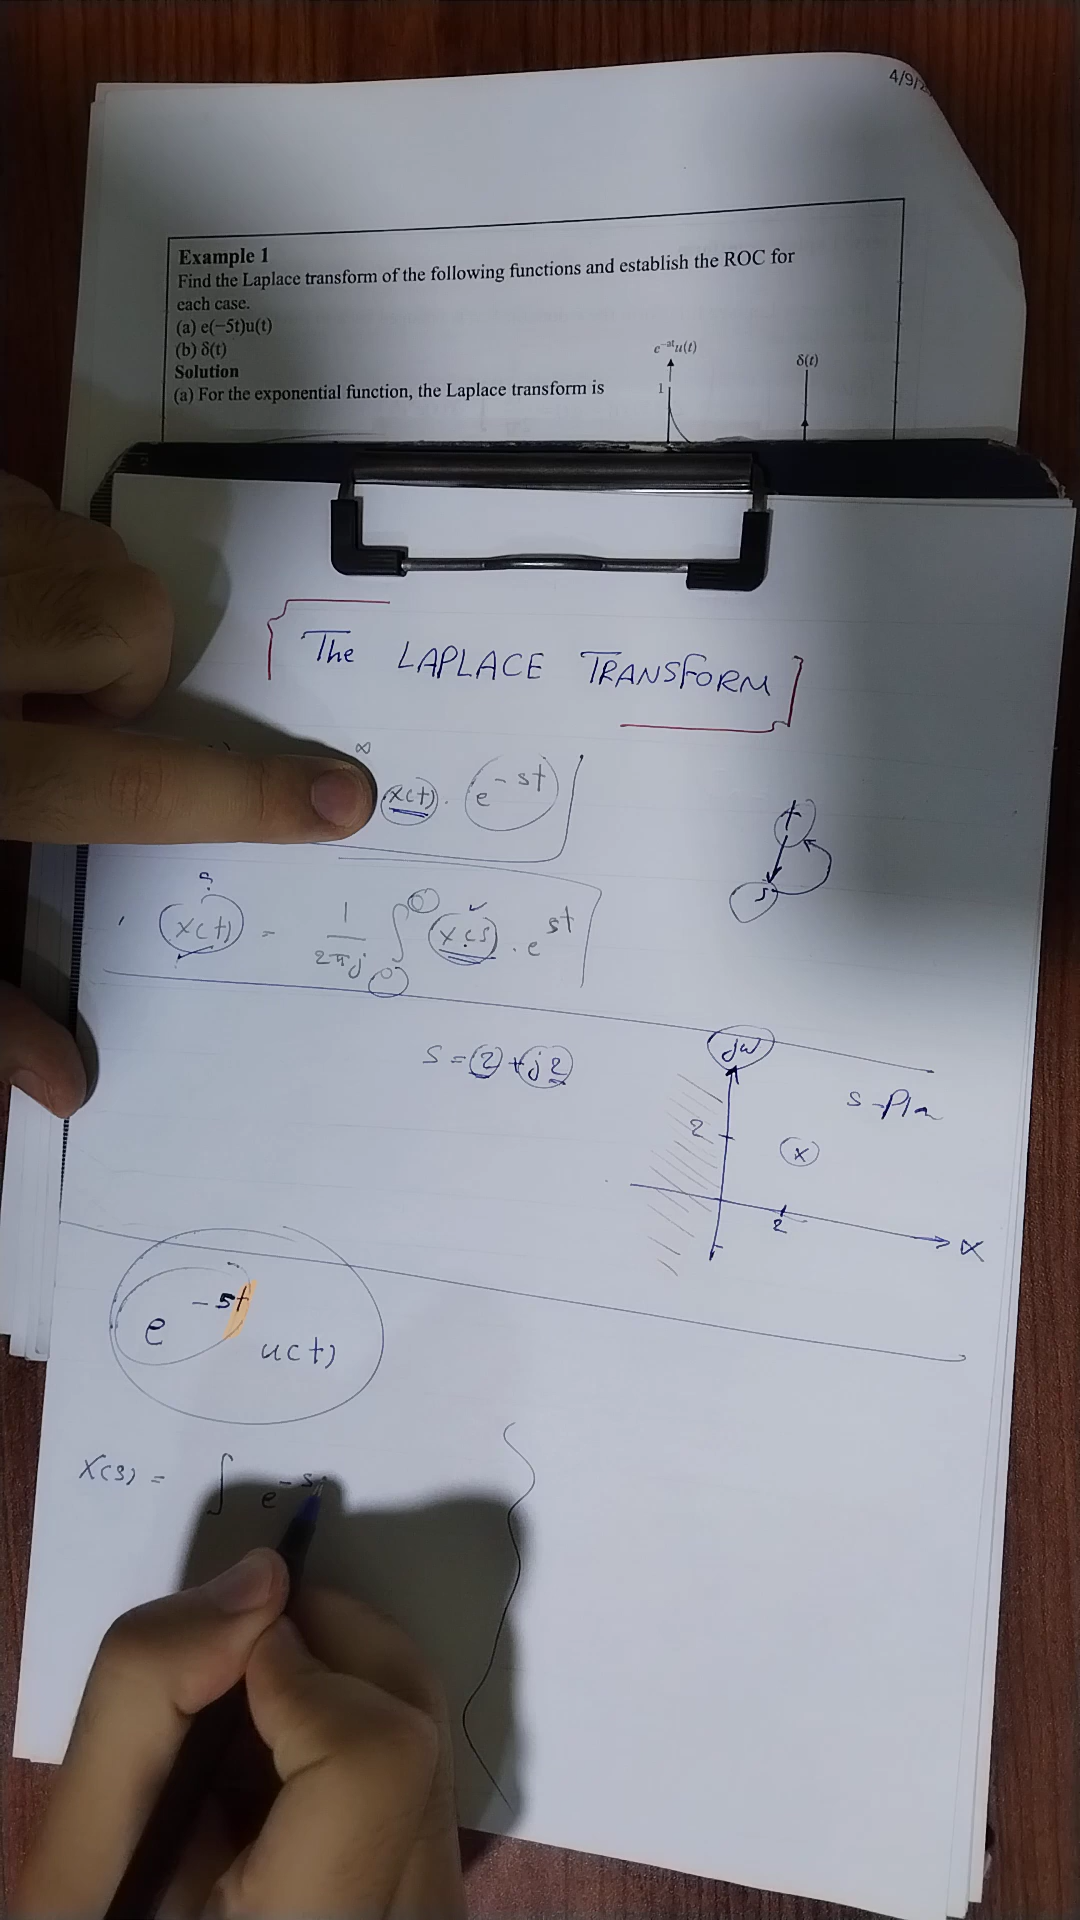 4/9/2
Example 1
Find the Laplace transform of the following functions and establish the ROC for
each case.
(a) e(−5t)u(t)
(b) δ(t)
Solution
(a) For the exponential function, the Laplace transform is
e^-at u(t)
1
δ(t)
The LAPLACE TRANSFORM
∞
x(t) . e^-st
t
s
?
x(t) = 1/2πj ∫ x(s) . e^st
s = 2 + j2
jω
s-Pla
2
x
2
α
e^-5t u(t)
X(s) = ∫ e^-5